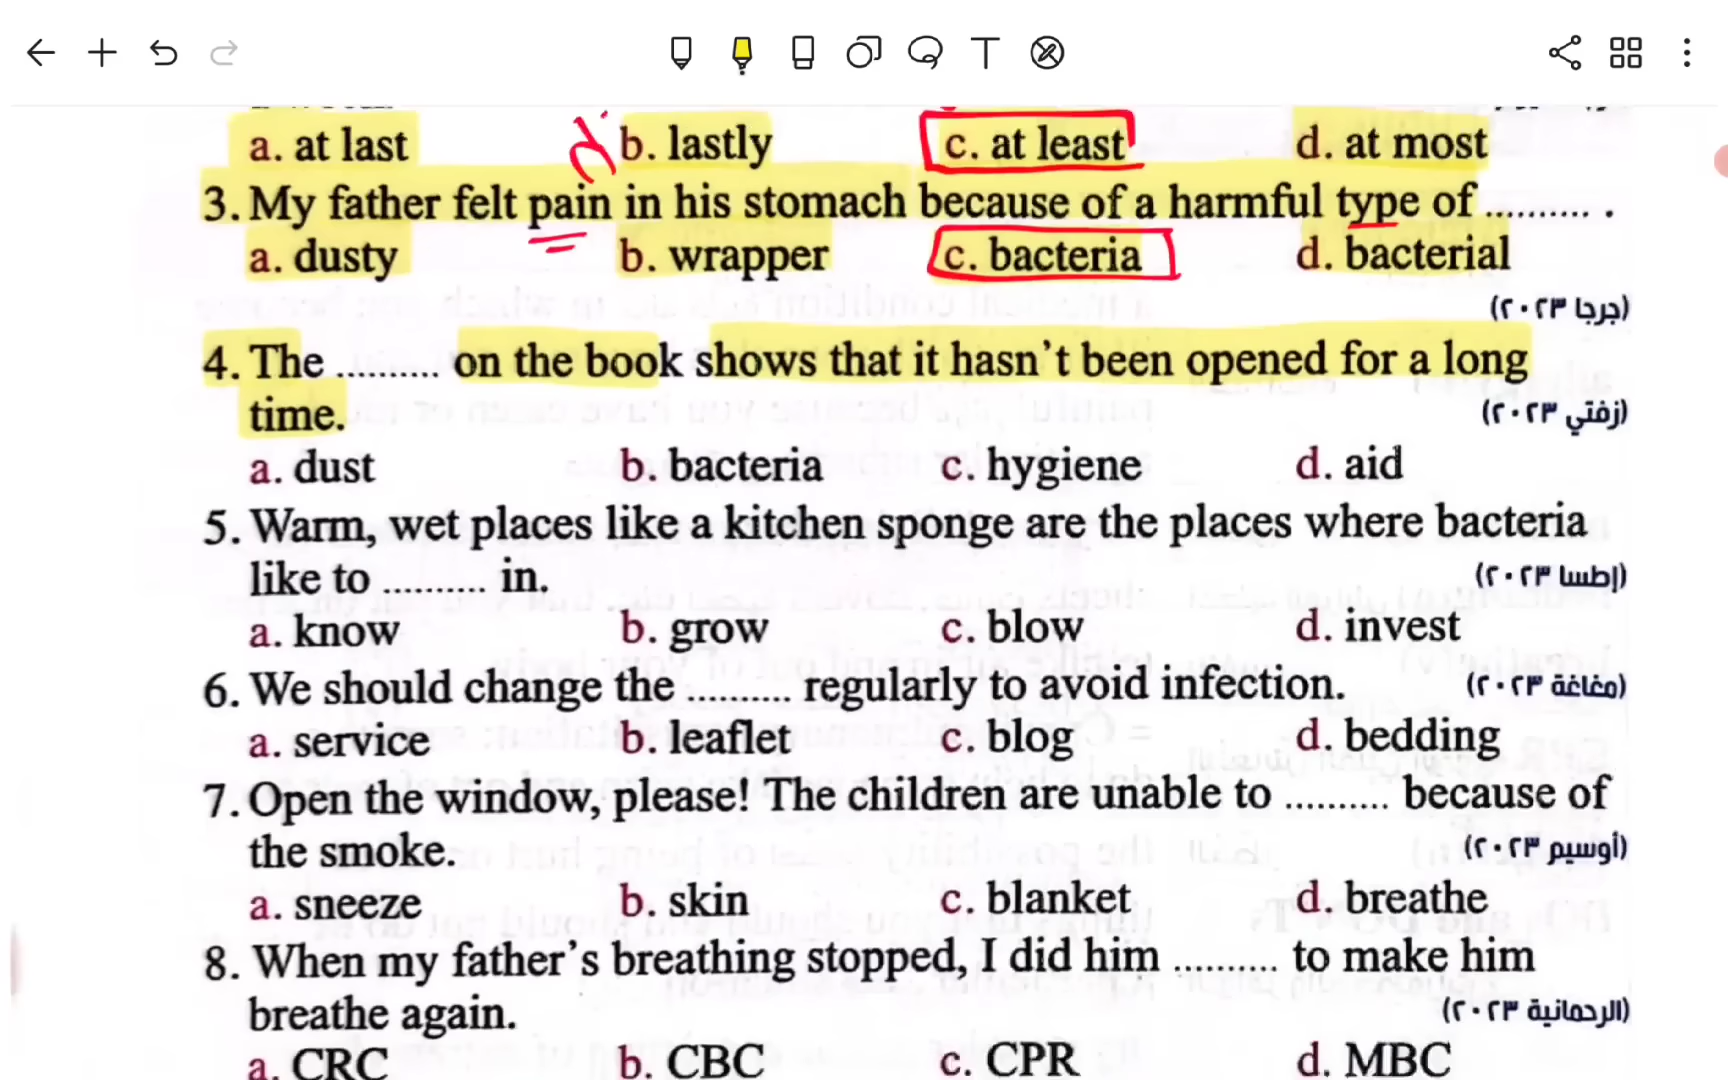 a. at last b. lastly c. at least d. at most
3. My father felt pain in his stomach because of a harmful type of .......... .
a. dusty b. wrapper c. bacteria d. bacterial
(جرجا ٢٠٢٣)
4. The .......... on the book shows that it hasn’t been opened for a long
time. (زفتي ٢٠٢٣)
a. dust b. bacteria c. hygiene d. aid
5. Warm, wet places like a kitchen sponge are the places where bacteria
like to .......... in. (إطسا ٢٠٢٣)
a. know b. grow c. blow d. invest
6. We should change the .......... regularly to avoid infection. (مغاغة ٢٠٢٣)
a. service b. leaflet c. blog d. bedding
7. Open the window, please! The children are unable to .......... because of
the smoke. (أوسيم ٢٠٢٣)
a. sneeze b. skin c. blanket d. breathe
8. When my father’s breathing stopped, I did him .......... to make him
breathe again. (الرحمانية ٢٠٢٣)
a. CRC b. CBC c. CPR d. MBC